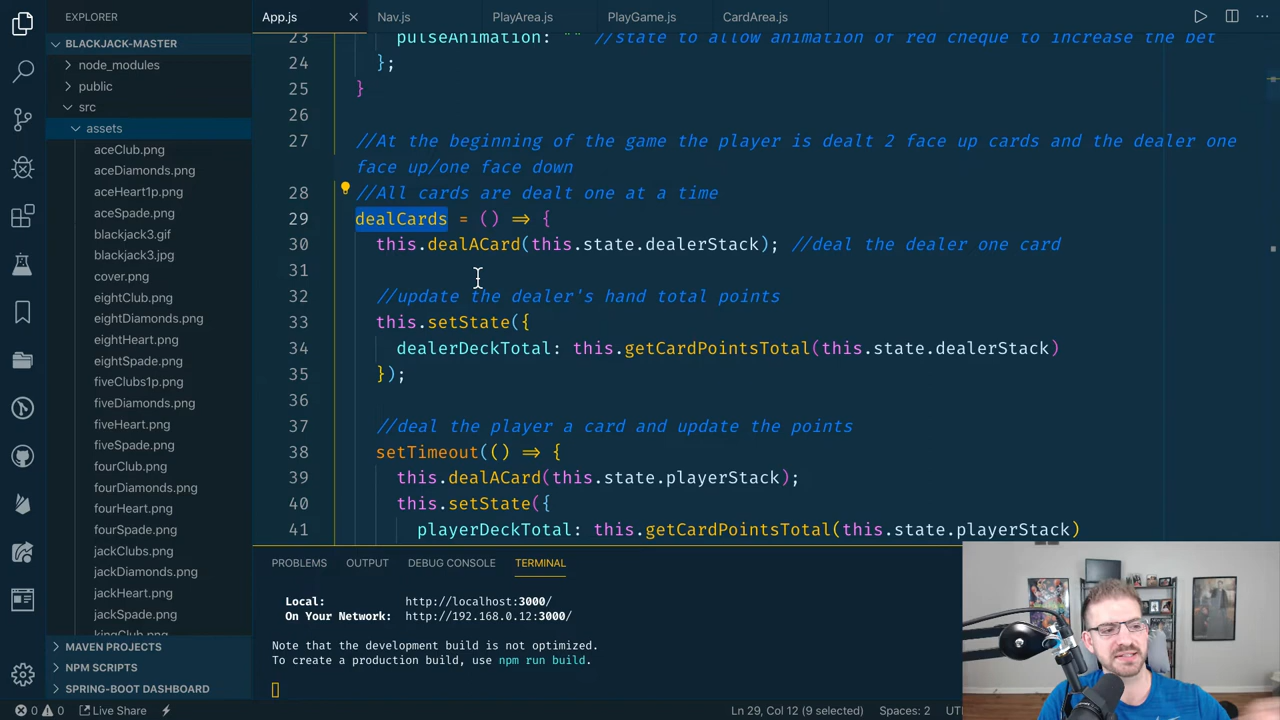 App.js
Nav.js
PlayArea.js
PlayGame.js
CardArea.js
EXPLORER
BLACKJACK-MASTER
node_modules
public
src
assets
aceClub.png
aceDiamonds.png
aceHeart1p.png
aceSpade.png
blackjack3.gif
blackjack3.jpg
cover.png
eightClub.png
eightDiamonds.png
eightHeart.png
eightSpade.png
fiveClubs1p.png
fiveDiamonds.png
fiveHeart.png
fiveSpade.png
fourClub.png
fourDiamonds.png
fourHeart.png
fourSpade.png
jackClubs.png
jackDiamonds.png
jackHeart.png
jackSpade.png
kingClub.png
MAVEN PROJECTS
NPM SCRIPTS
SPRING-BOOT DASHBOARD
23 pulseAnimation: "" //state to allow animation of red cheque to increase the bet
24 };
25 }
26
27 //At the beginning of the game the player is dealt 2 face up cards and the dealer one
face up/one face down
28 //All cards are dealt one at a time
29 dealCards = () => {
30 this.dealACard(this.state.dealerStack); //deal the dealer one card
31
32 //update the dealer's hand total points
33 this.setState({
34 dealerDeckTotal: this.getCardPointsTotal(this.state.dealerStack)
35 });
36
37 //deal the player a card and update the points
38 setTimeout(() => {
39 this.dealACard(this.state.playerStack);
40 this.setState({
41 playerDeckTotal: this.getCardPointsTotal(this.state.playerStack)
PROBLEMS OUTPUT DEBUG CONSOLE TERMINAL
Local: http://localhost:3000/
On Your Network: http://192.168.0.12:3000/
Note that the development build is not optimized.
To create a production build, use npm run build.
0 0 Live Share
Ln 29, Col 12 (9 selected) Spaces: 2